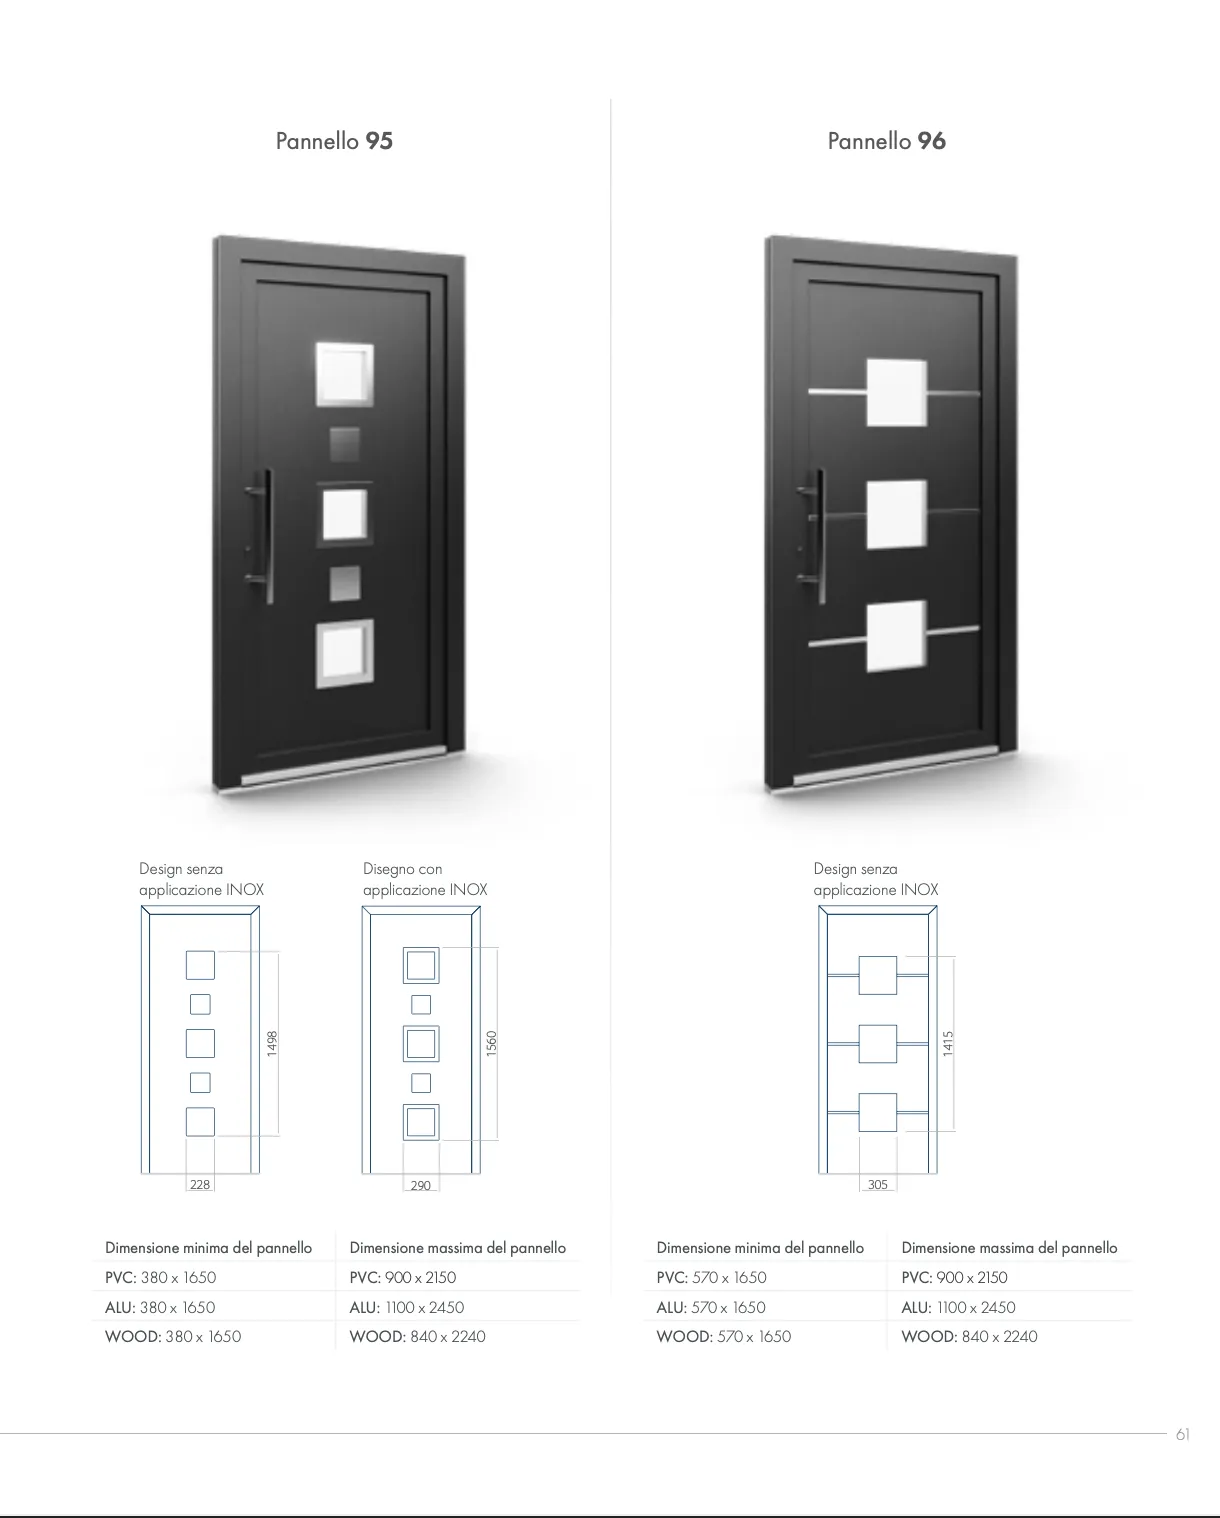 Pannello 95
Design senza
applicazione INOX
Disegno con
applicazione INOX
1498
228
1560
290
Dimensione minima del pannello
Dimensione massima del pannello
PVC: 380 x 1650
PVC: 900 x 2150
ALU: 380 x 1650
ALU: 1100 x 2450
WOOD: 380 x 1650
WOOD: 840 x 2240
Pannello 96
Design senza
applicazione INOX
1415
305
Dimensione minima del pannello
Dimensione massima del pannello
PVC: 570 x 1650
PVC: 900 x 2150
ALU: 570 x 1650
ALU: 1100 x 2450
WOOD: 570 x 1650
WOOD: 840 x 2240
61